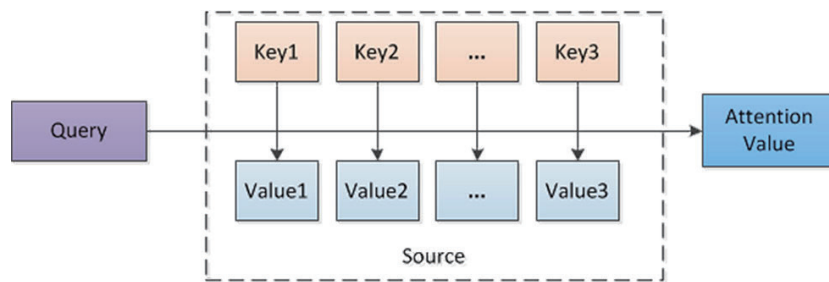 Key1
Key2
...
Key3
Query
Attention
Value
Value1
Value2
...
Value3
Source